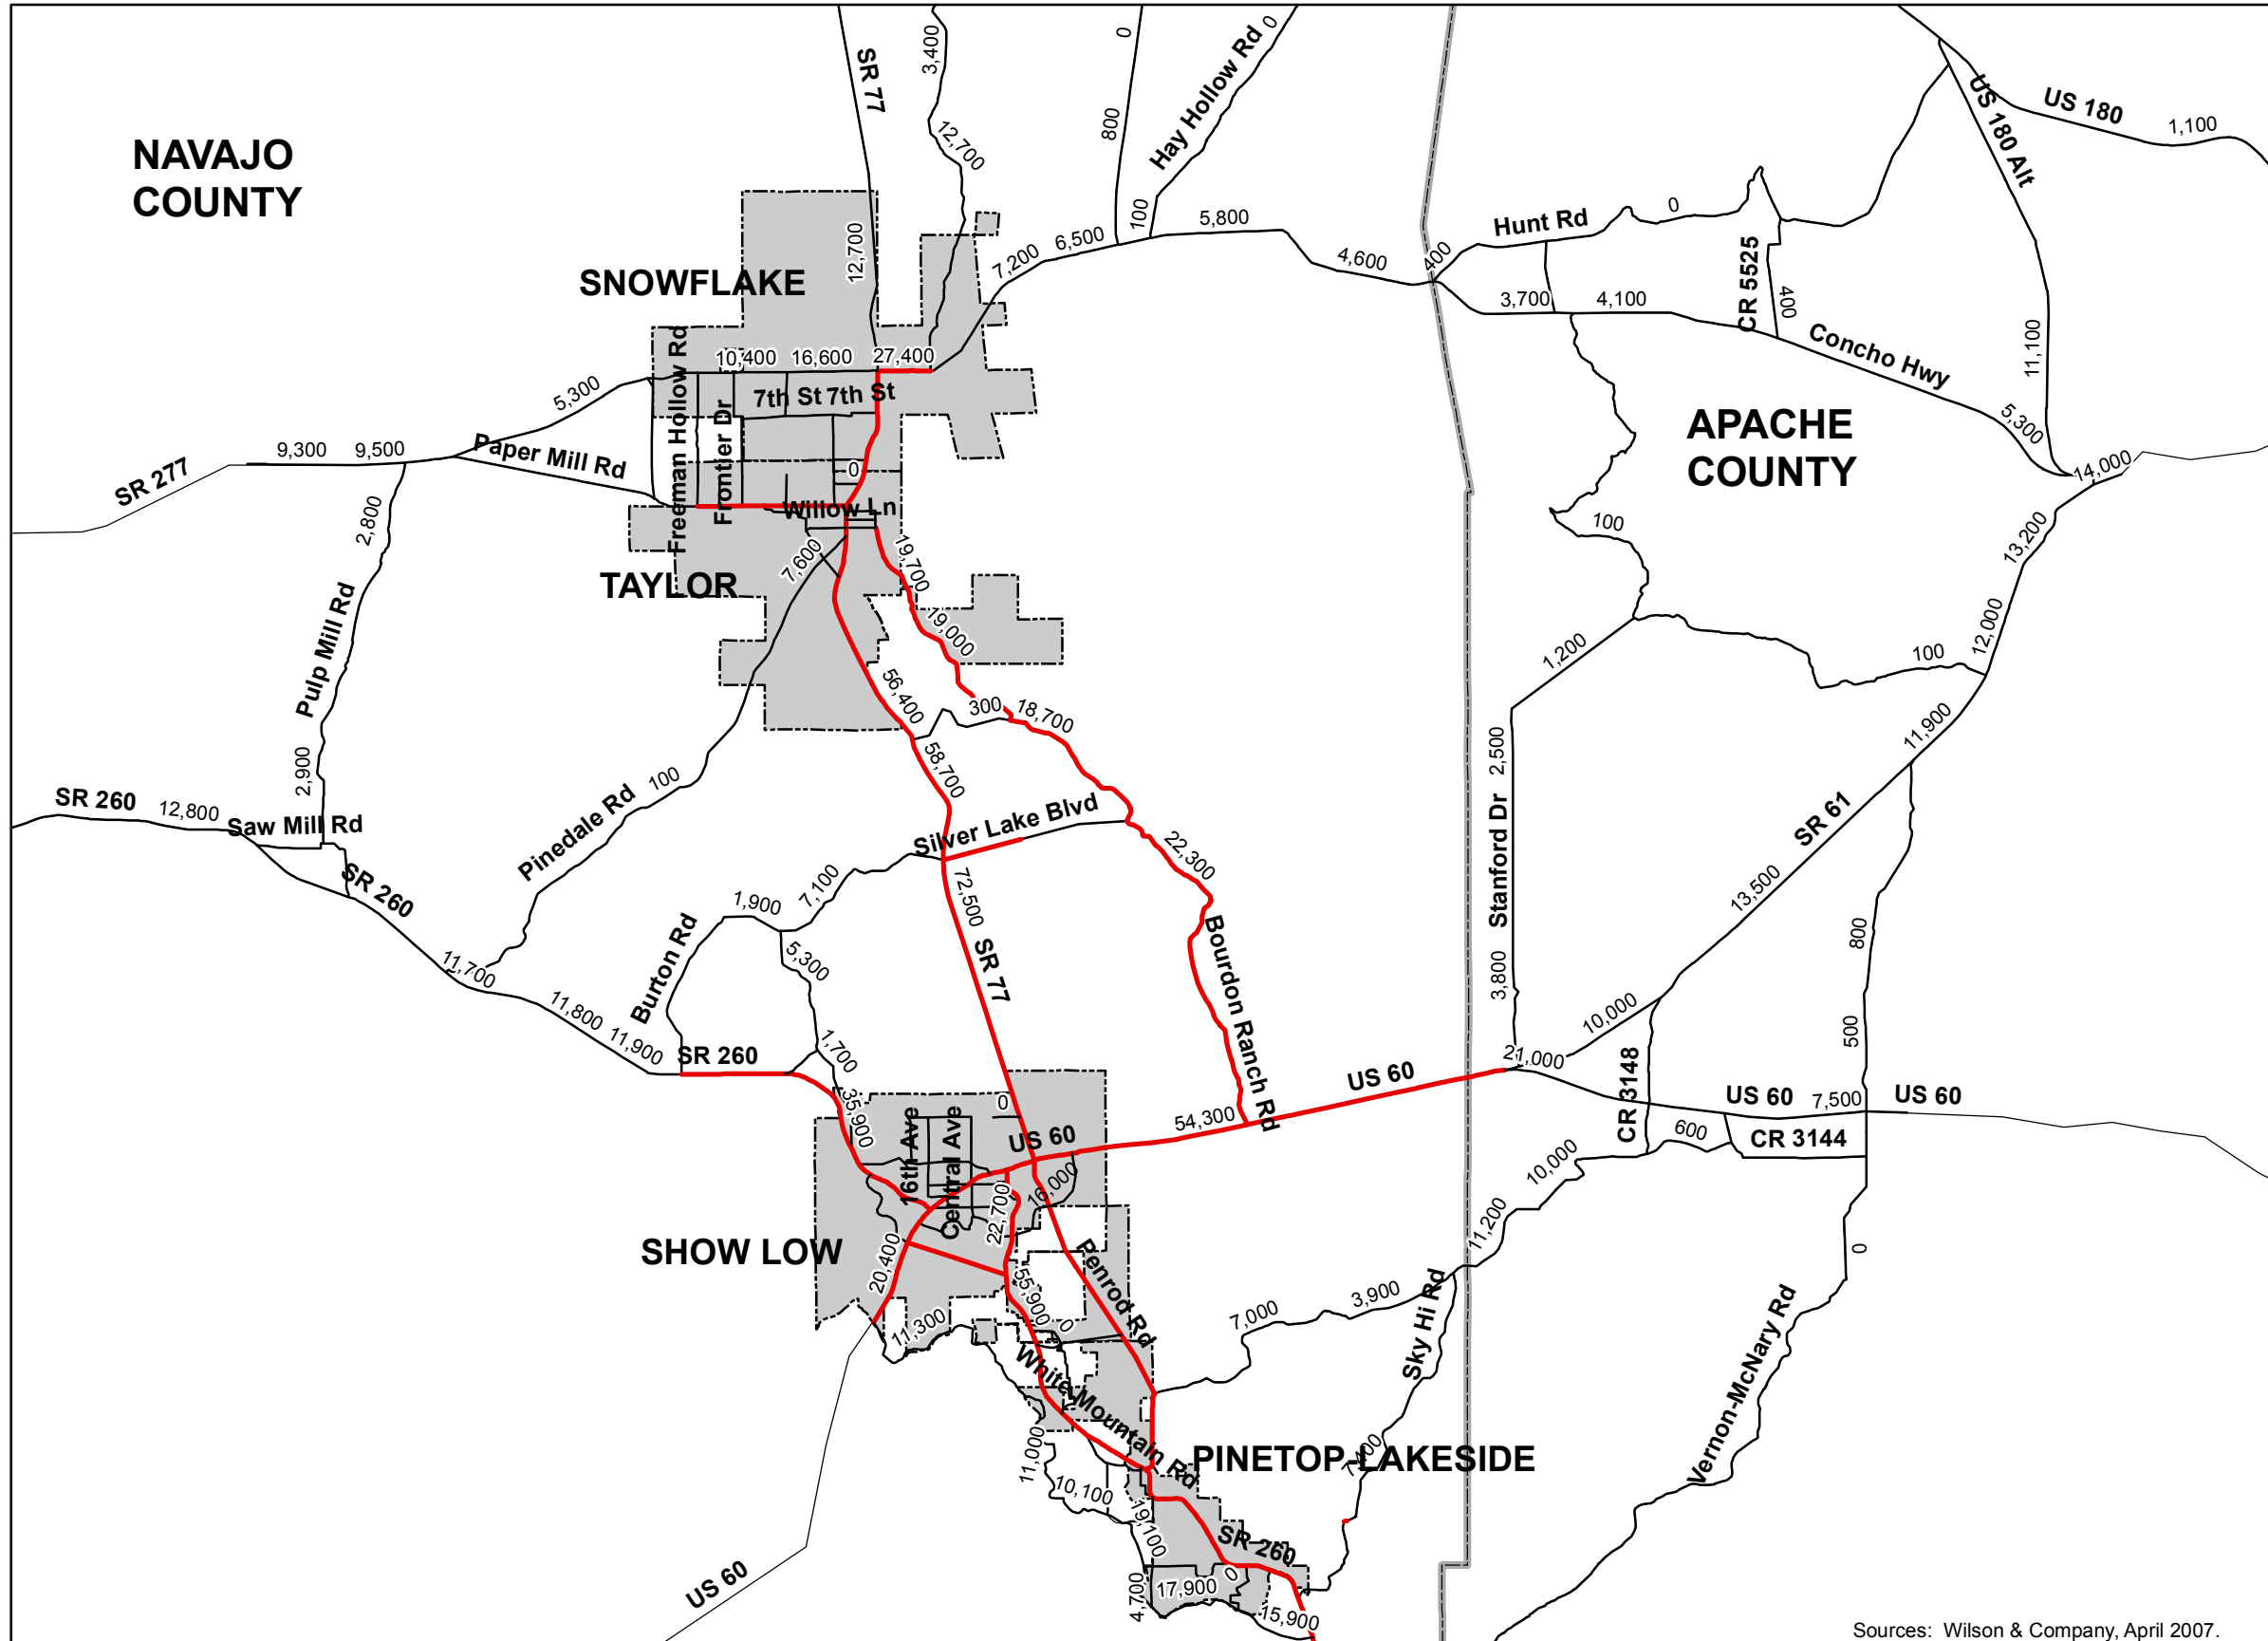 SR 77
3,400
0
800
Hay Hollow Rd
0
12,700
100
US 180
1,100
US 180 Alt
NAVAJO
COUNTY
12,700
SNOWFLAKE
7,200
6,500
5,800
4,600
400
Hunt Rd
0
CR 5525
400
3,700
4,100
Concho Hwy
11,100
5,300
14,000
APACHE
COUNTY
10,400
16,600
27,400
5,300
Freeman Hollow Rd
Frontier Dr
7th St
7th St
9,300
9,500
SR 277
Paper Mill Rd
0
Willow Ln
2,800
7,600
19,700
100
13,200
TAYLOR
19,000
12,000
Pulp Mill Rd
1,200
100
56,400
300
18,700
11,900
2,900
58,700
2,500
SR 260
12,800
Saw Mill Rd
Pinedale Rd
100
Silver Lake Blvd
Stanford Dr
SR 61
SR 260
22,300
7,100
1,900
72,500
13,500
Burton Rd
5,300
SR 77
Bourdon Ranch Rd
800
11,700
3,800
11,800
11,900
SR 260
1,700
10,000
500
21,000
CR 3148
35,900
0
US 60
16th Ave
Central Ave
US 60
54,300
US 60
7,500
US 60
600
CR 3144
16,000
22,700
10,000
11,200
SHOW LOW
20,400
55,900
Penrod Rd
0
11,300
0
7,000
3,900
Sky Hi Rd
Vernon-McNary Rd
White Mountain Rd
11,000
PINETOP-LAKESIDE
7,400
10,100
19,100
SR 260
US 60
4,700
17,900
0
15,900
Sources: Wilson & Company, April 2007.